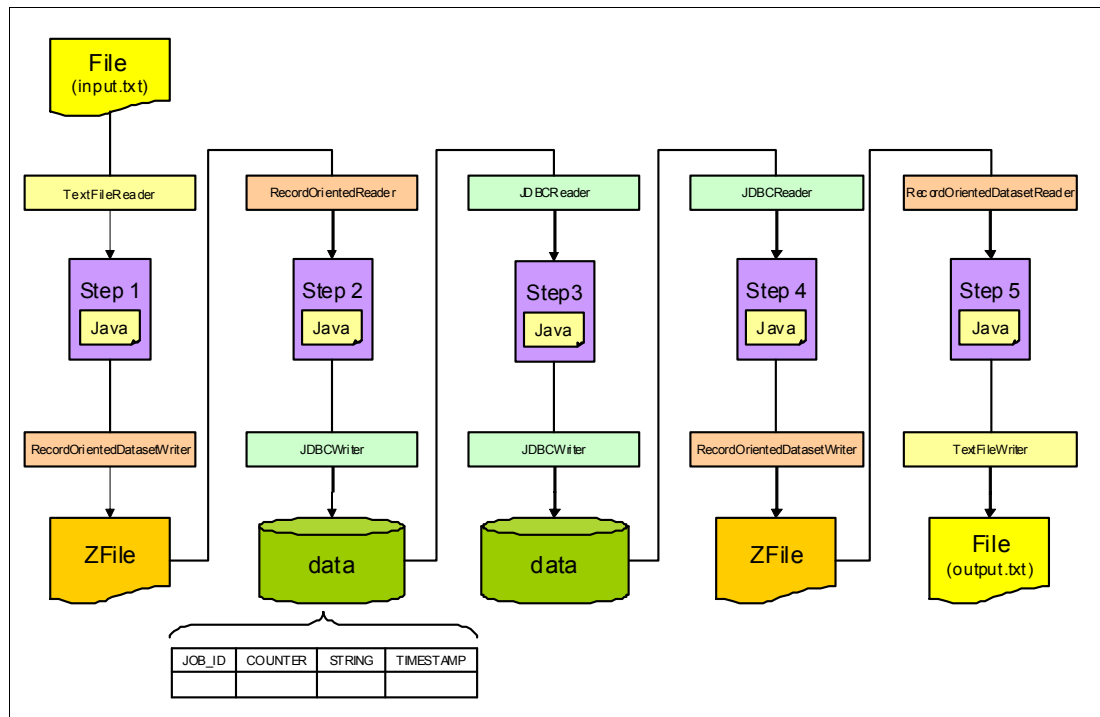 File
(input.txt)
TextFileReader
RecordOrientedReader
JDBCReader
JDBCReader
RecordOrientedDatasetReader
Step 1
Java
Step 2
Java
Step3
Java
Step 4
Java
Step 5
Java
RecordOrientedDatasetWriter
JDBCWriter
JDBCWriter
RecordOrientedDatasetWriter
TextFileWriter
ZFile
data
data
ZFile
File
(output.txt)
JOB_ID
COUNTER
STRING
TIMESTAMP